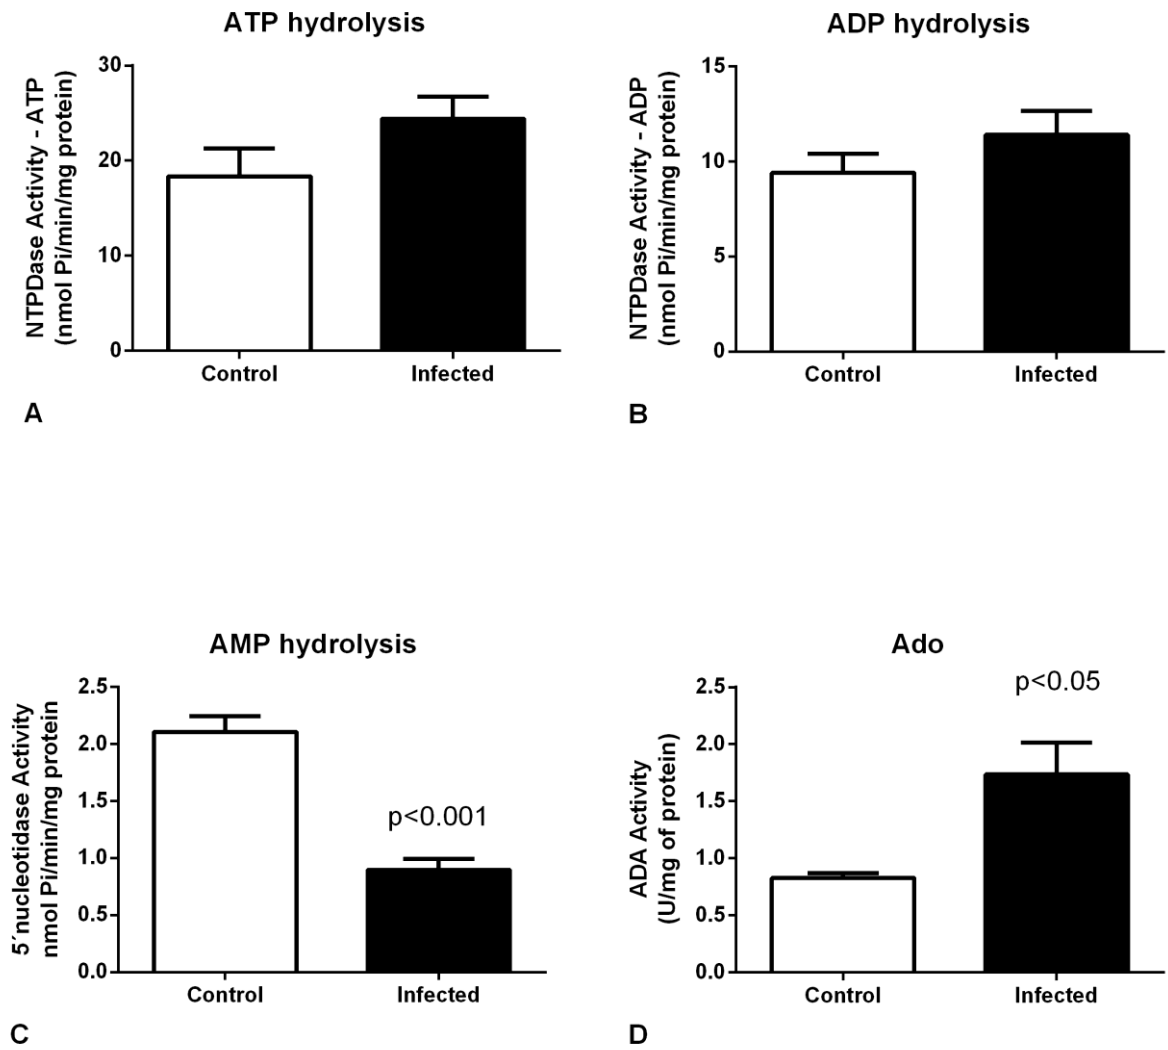 ATP hydrolysis
NTPDase Activity - ATP
(nmol Pi/min/mg protein)
30
20
10
0
Control Infected
A
ADP hydrolysis
NTPDase Activity - ADP
(nmol Pi/min/mg protein)
15
10
5
0
Control Infected
B
AMP hydrolysis
5´nucleotidase Activity
nmol Pi/min/mg protein
2.5
2.0
1.5
1.0
0.5
0.0
p<0.001
Control Infected
C
Ado
ADA Activity
(U/mg of protein)
2.5
2.0
1.5
1.0
0.5
0.0
p<0.05
Control Infected
D